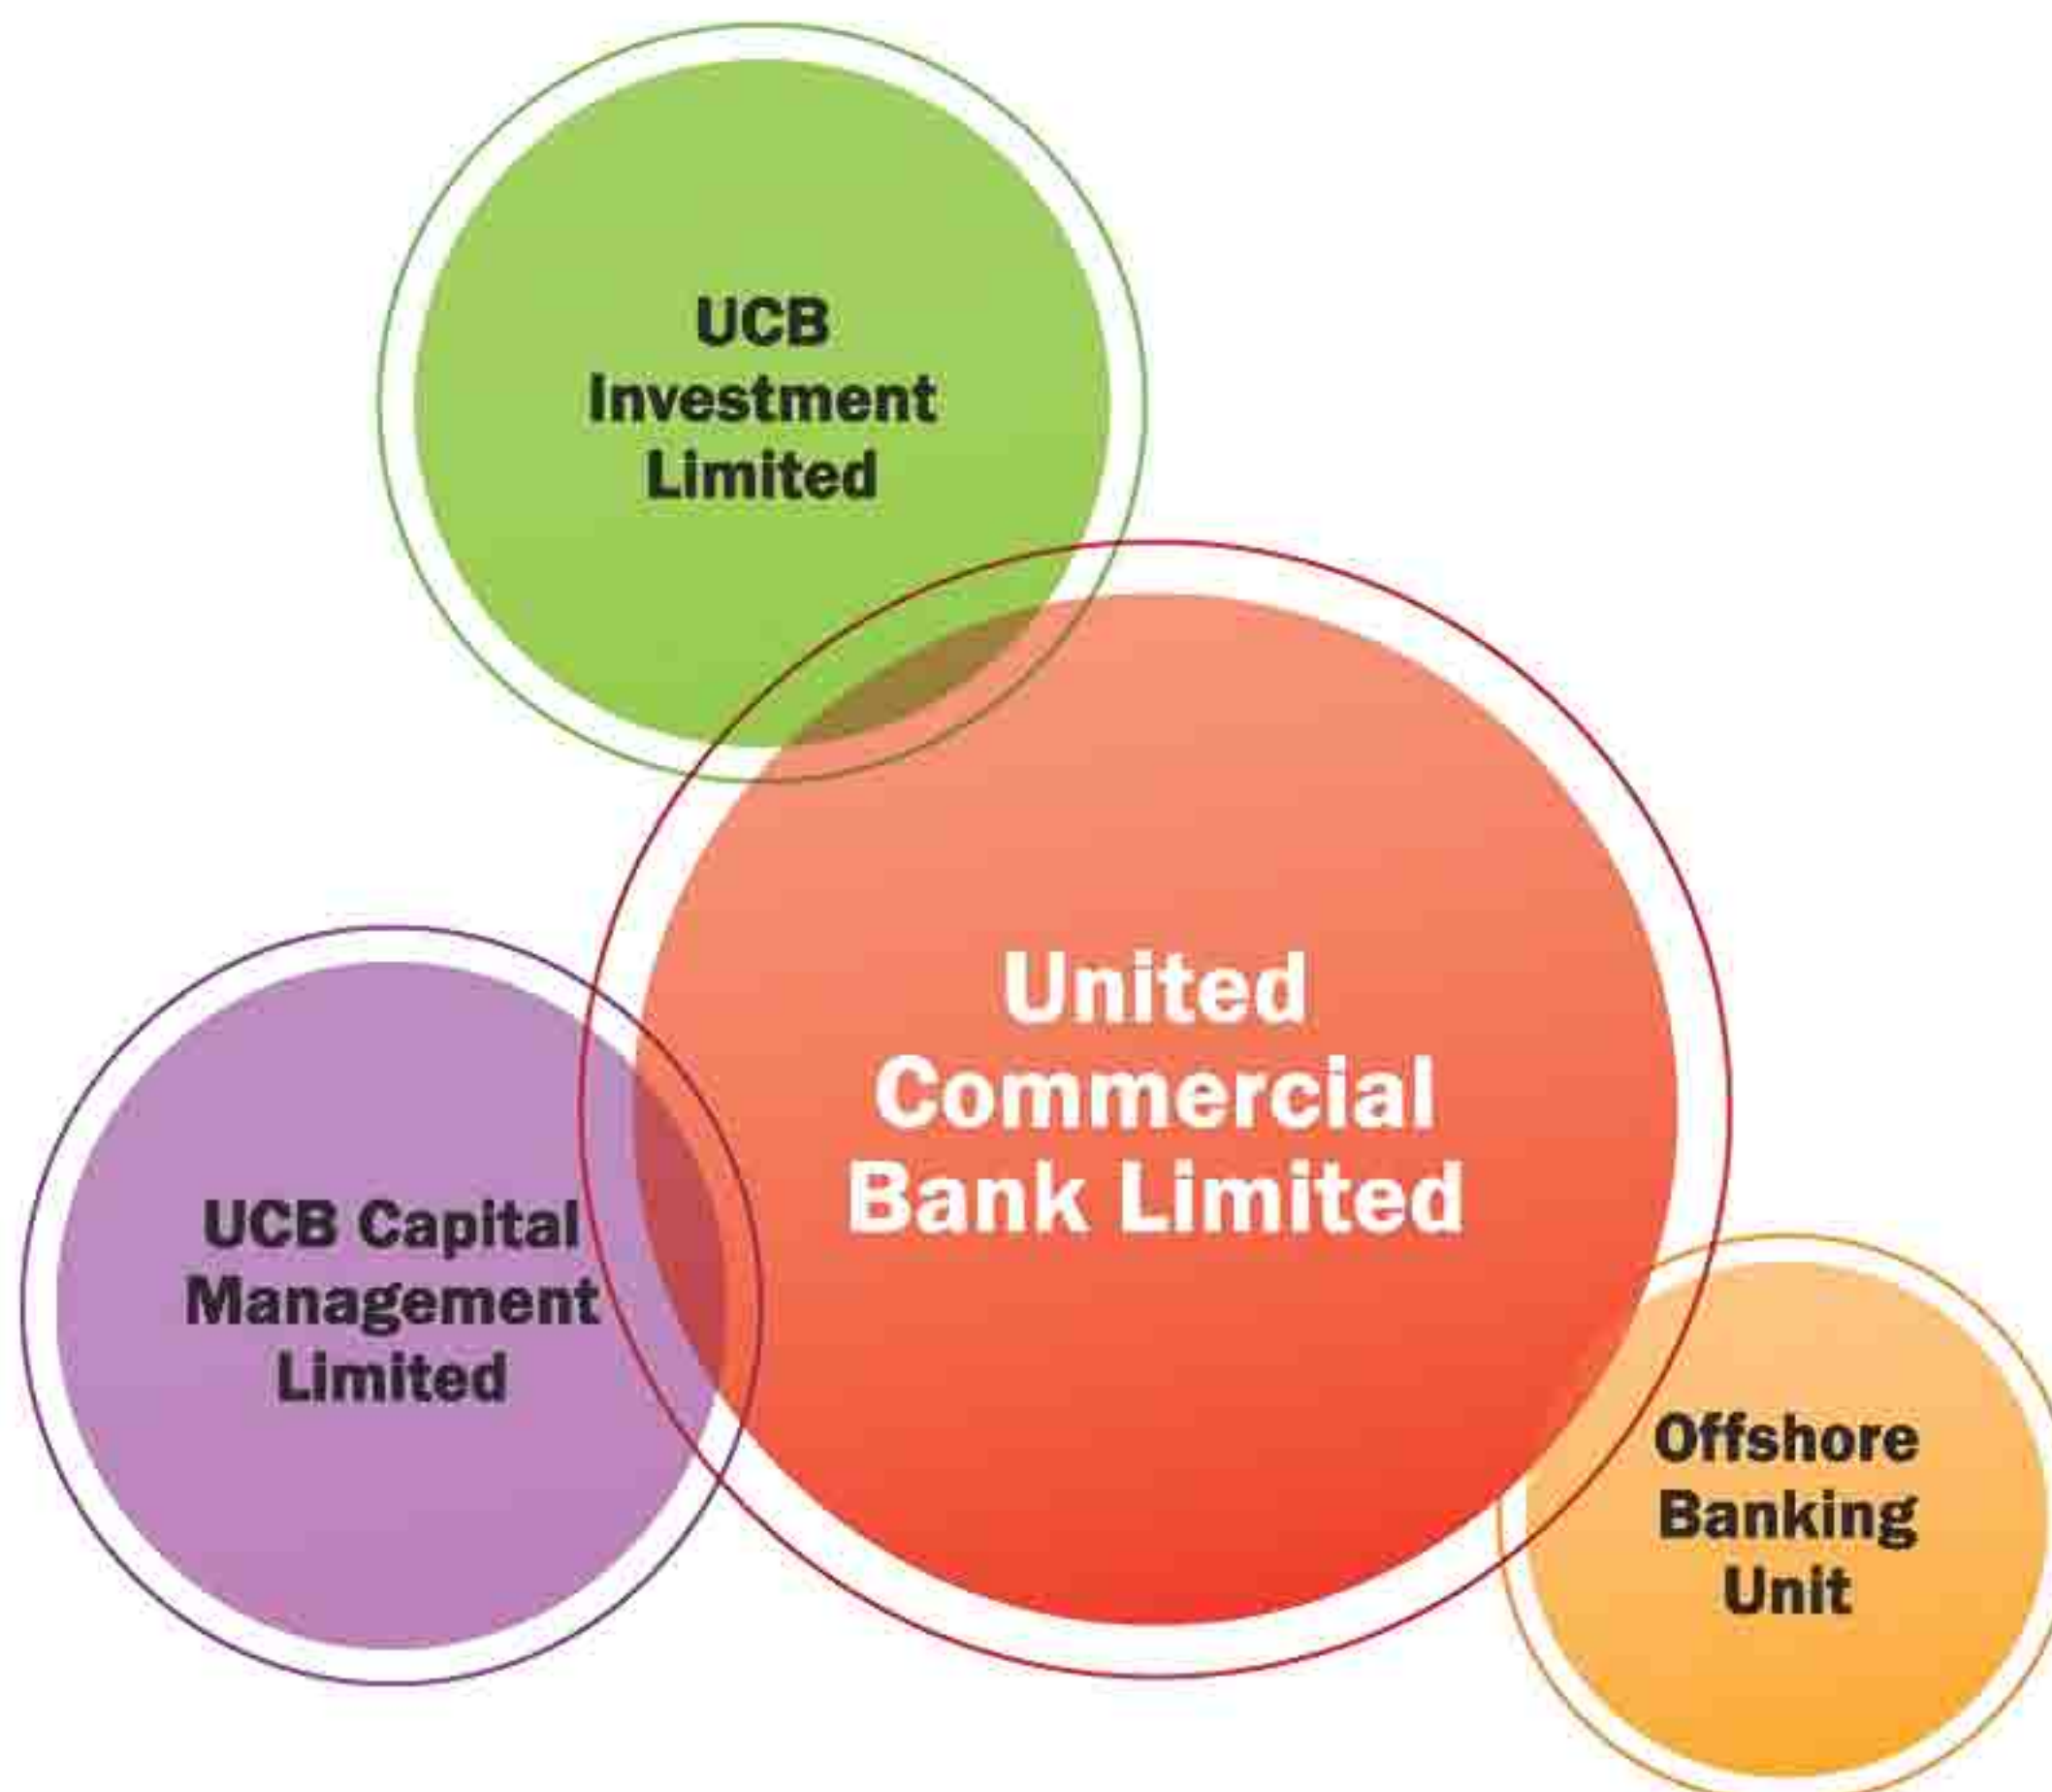 UCB
Investment
Limited
United
Commercial
Bank Limited
UCB Capital
Management
Limited
Offshore
Banking
Unit